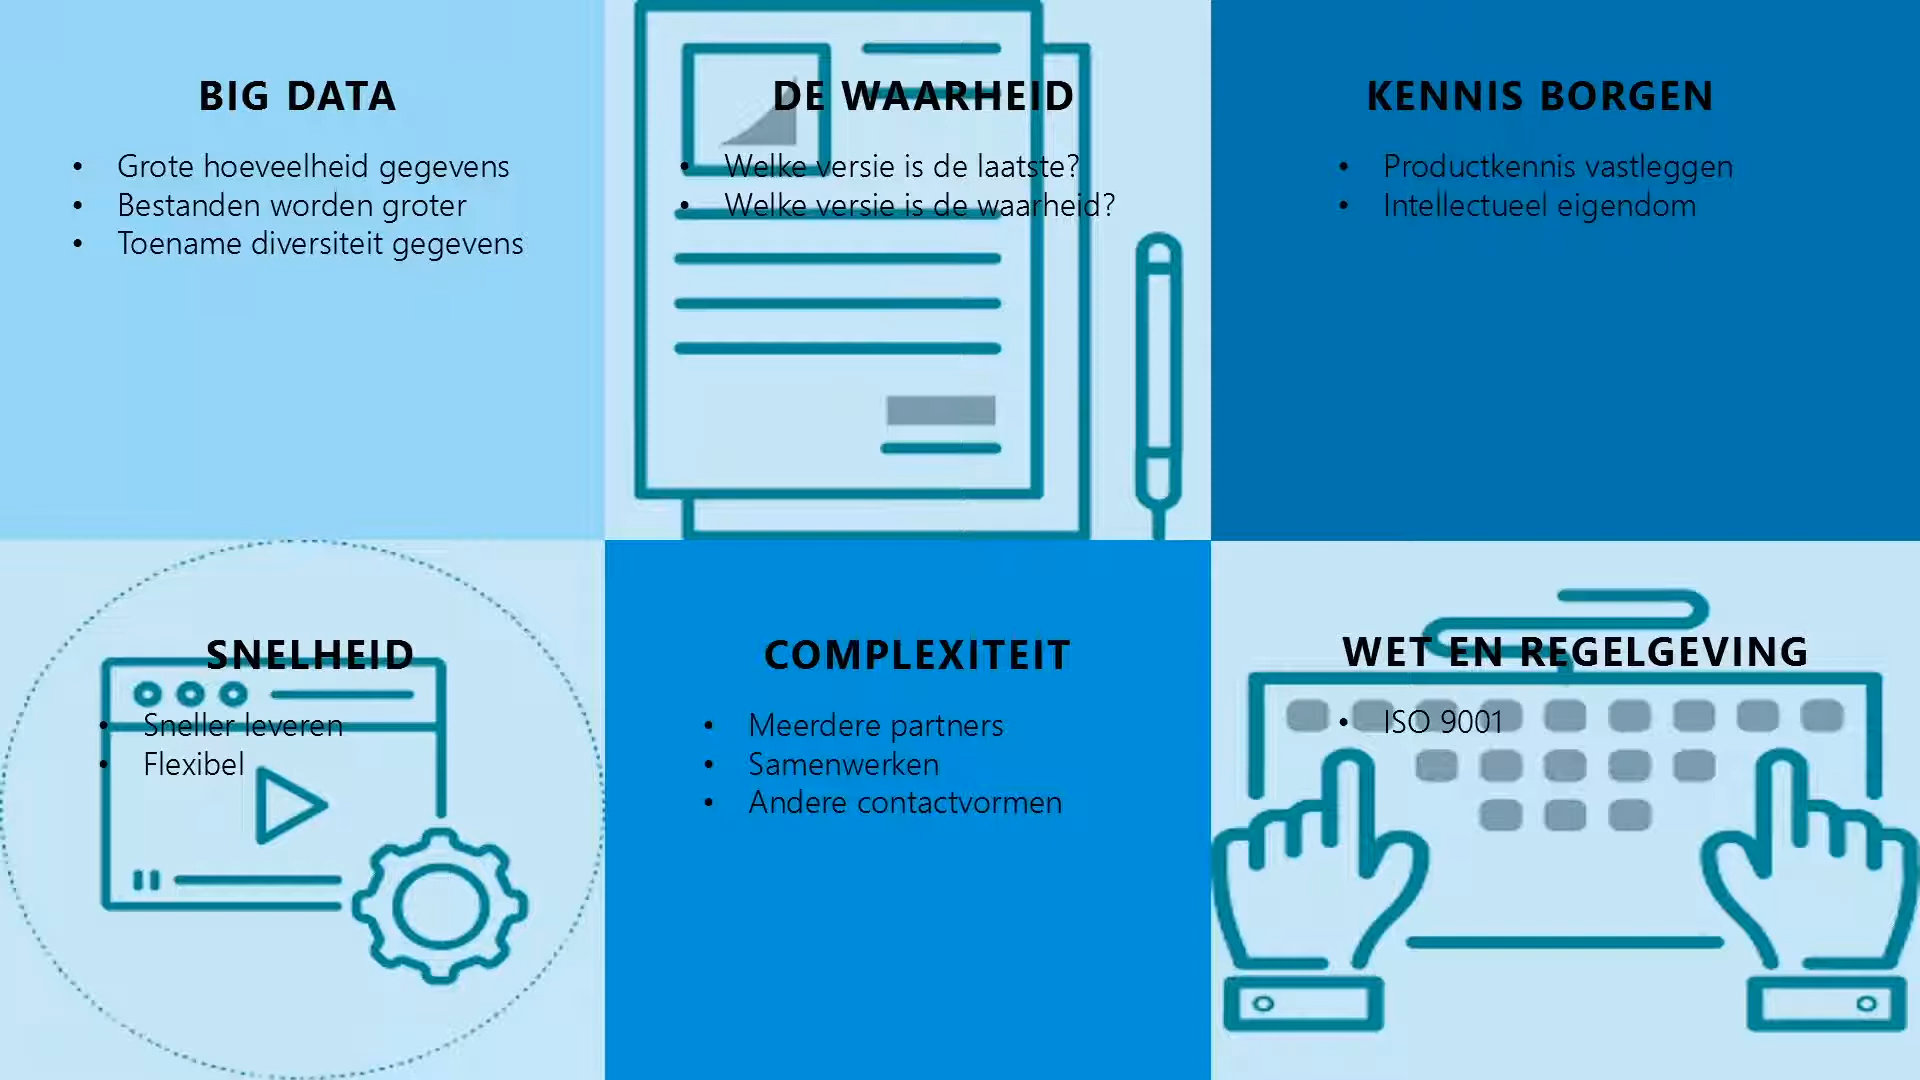 BIG DATA
• Grote hoeveelheid gegevens
• Bestanden worden groter
• Toename diversiteit gegevens
DE WAARHEID
• Welke versie is de laatste?
• Welke versie is de waarheid?
KENNIS BORGEN
• Productkennis vastleggen
• Intellectueel eigendom
SNELHEID
• Sneller leveren
• Flexibel
COMPLEXITEIT
• Meerdere partners
• Samenwerken
• Andere contactvormen
WET EN REGELGEVING
• ISO 9001